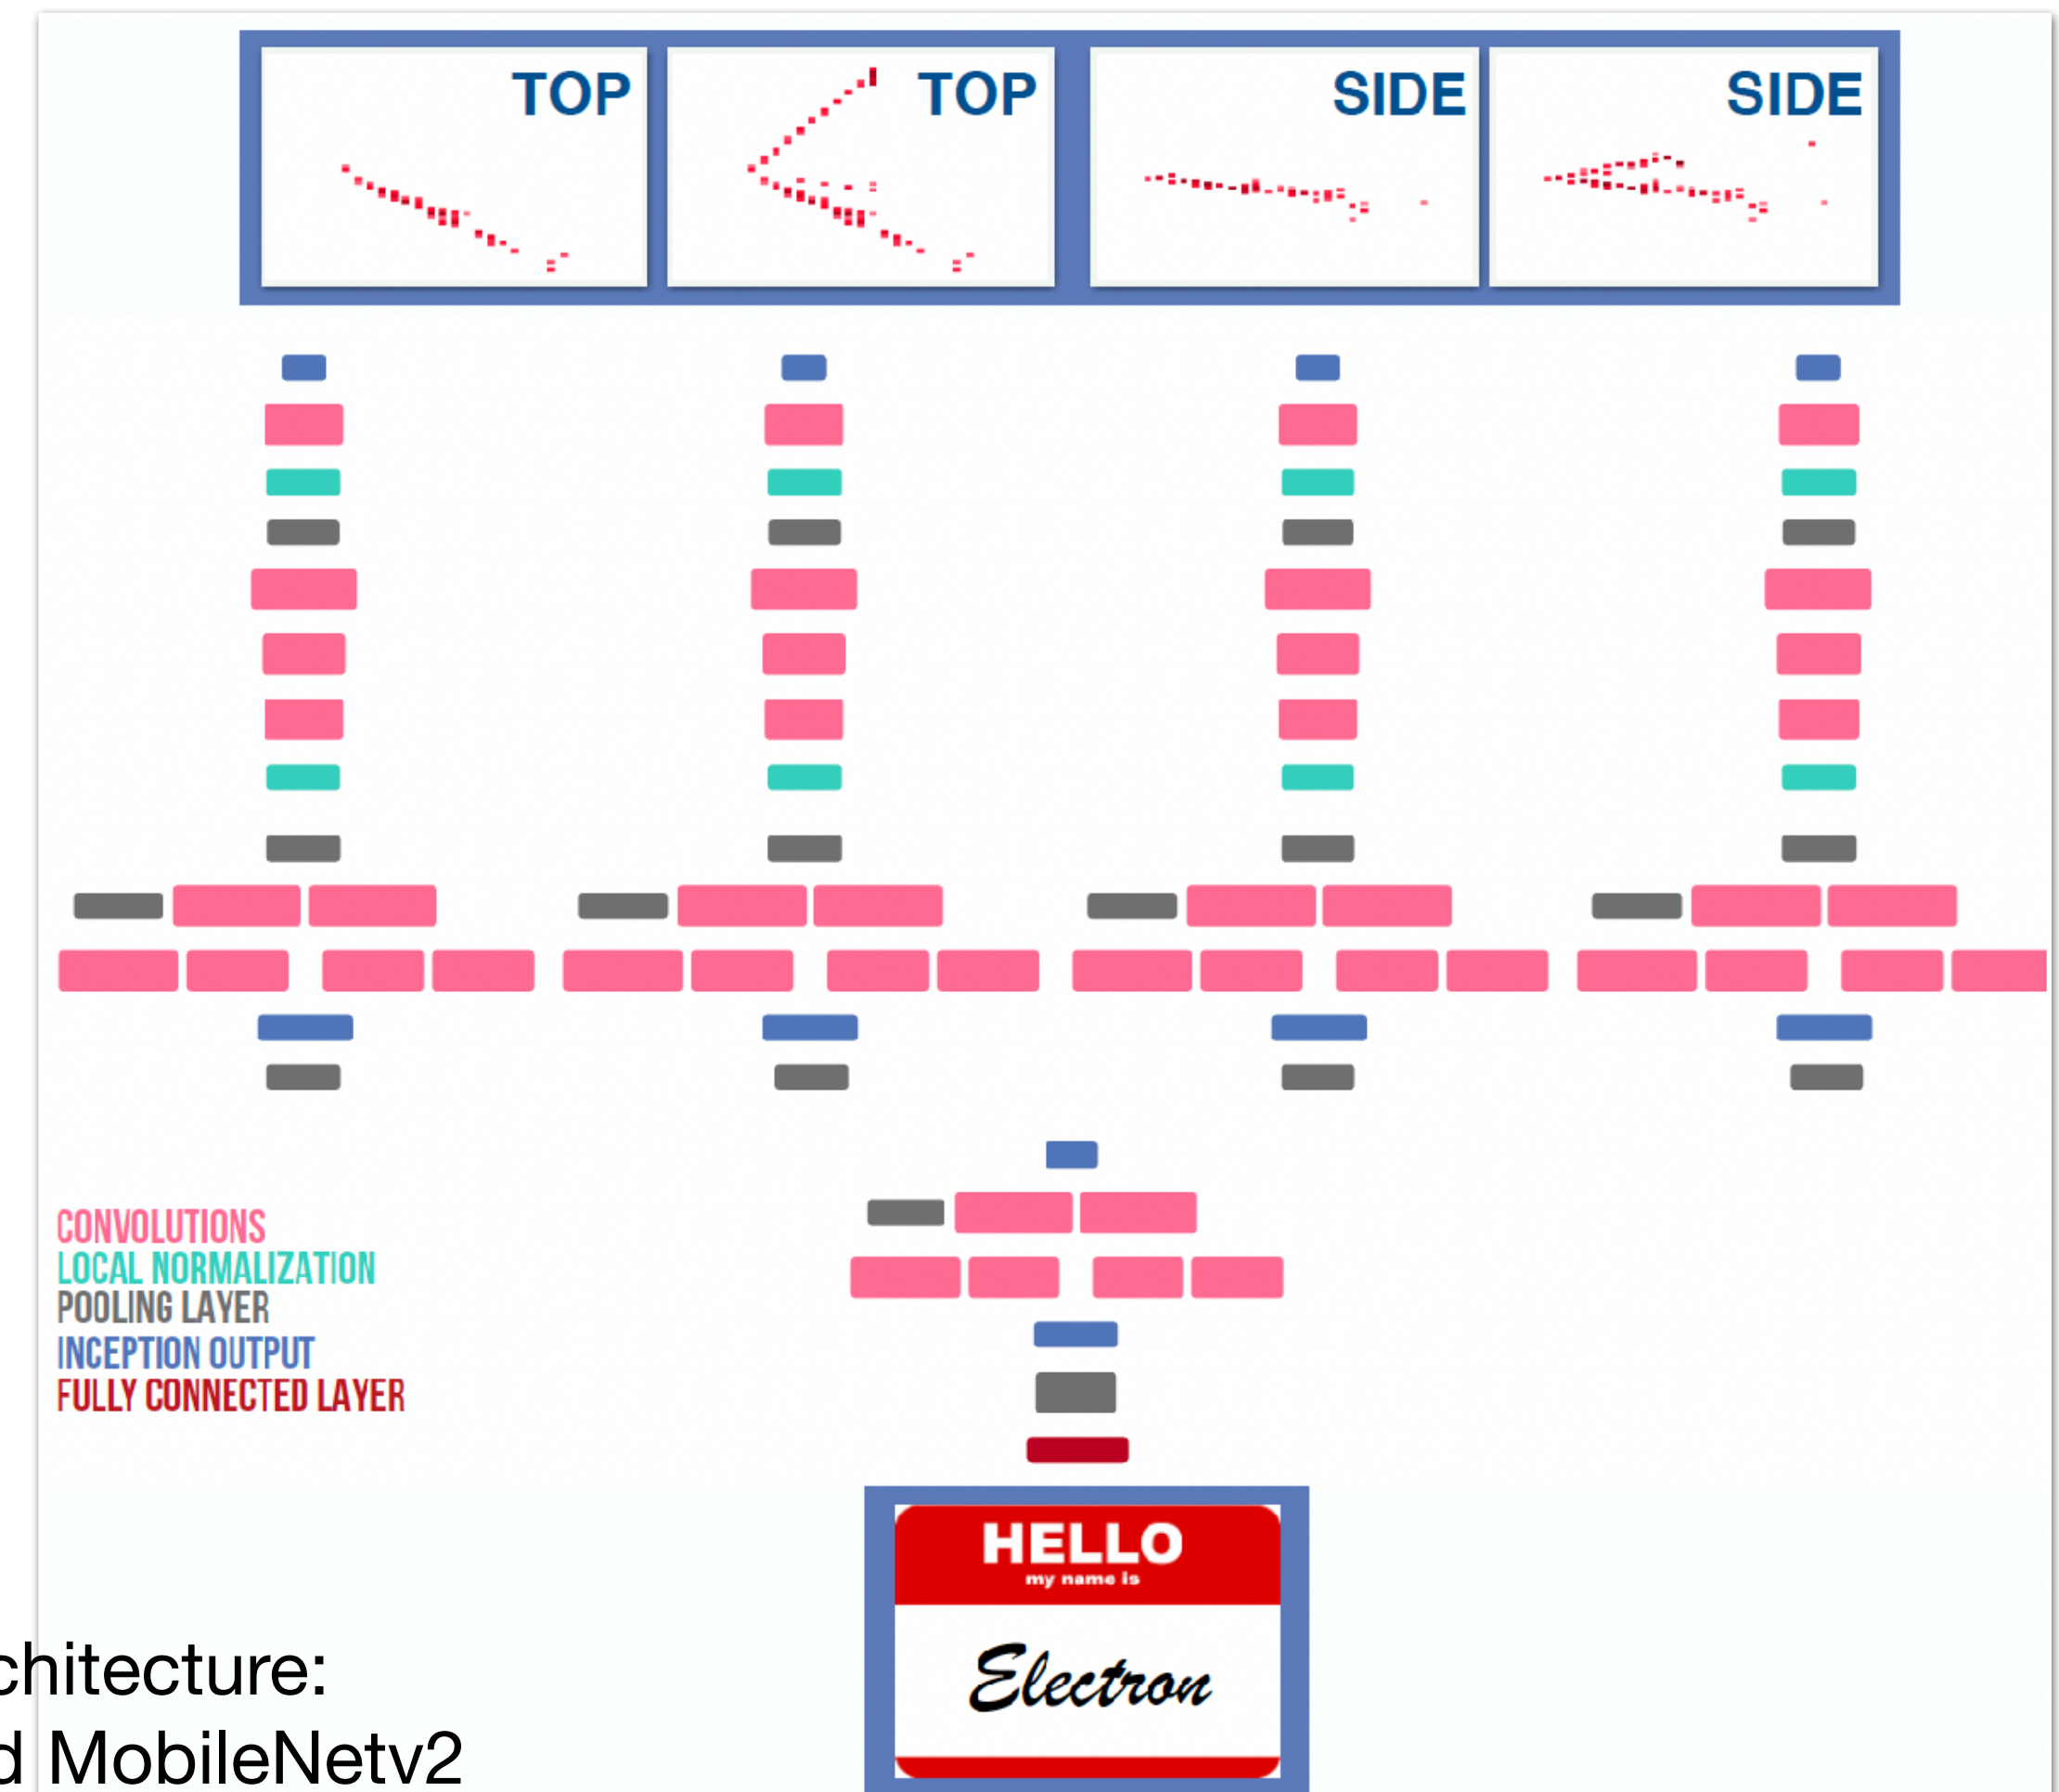 TOP
TOP
SIDE
SIDE
CONVOLUTIONS
LOCAL NORMALIZATION
POOLING LAYER
INCEPTION OUTPUT
FULLY CONNECTED LAYER
HELLO
my name is
Electron
chitecture:
d MobileNetv2